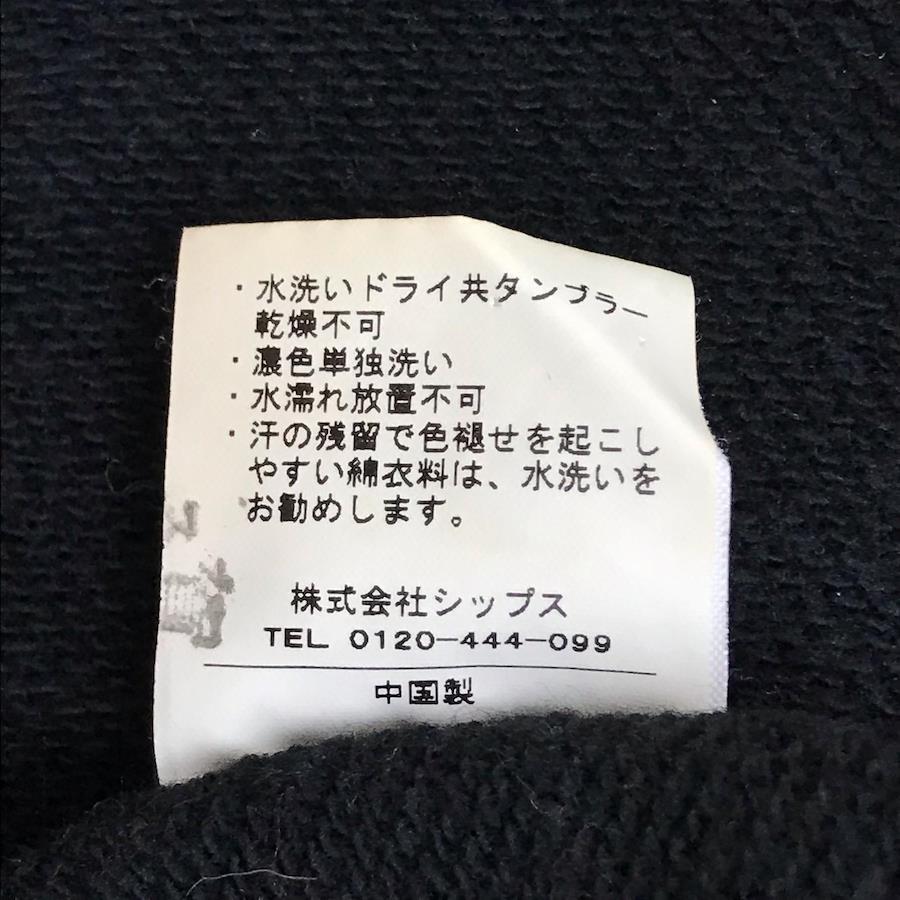 ・水洗いドライ共タンブラー
乾燥不可
・濃色単独洗い
・水濡れ放置不可
・汗の残留で色褪せを起こし
やすい綿衣料は、水洗いを
お勧めします。
株式会社シップス
TEL 0120-444-099
中国製